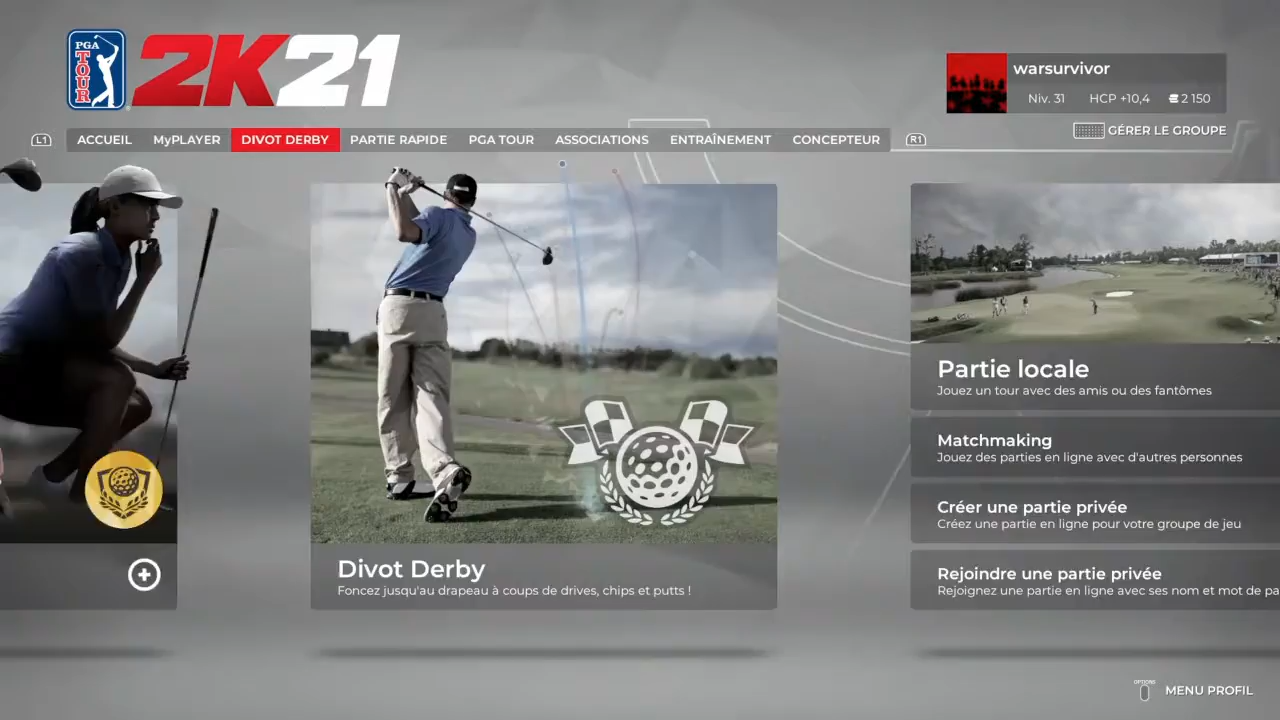 PGA TOUR 2K21
warsurvivor
Niv. 31 HCP +10,4 2 150
GÉRER LE GROUPE
L1 ACCUEIL MyPLAYER DIVOT DERBY PARTIE RAPIDE PGA TOUR ASSOCIATIONS ENTRAÎNEMENT CONCEPTEUR R1
Divot Derby
Foncez jusqu'au drapeau à coups de drives, chips et putts !
Partie locale
Jouez un tour avec des amis ou des fantômes
Matchmaking
Jouez des parties en ligne avec d'autres personnes
Créer une partie privée
Créez une partie en ligne pour votre groupe de jeu
Rejoindre une partie privée
Rejoignez une partie en ligne avec ses nom et mot de pa
OPTIONS
MENU PROFIL